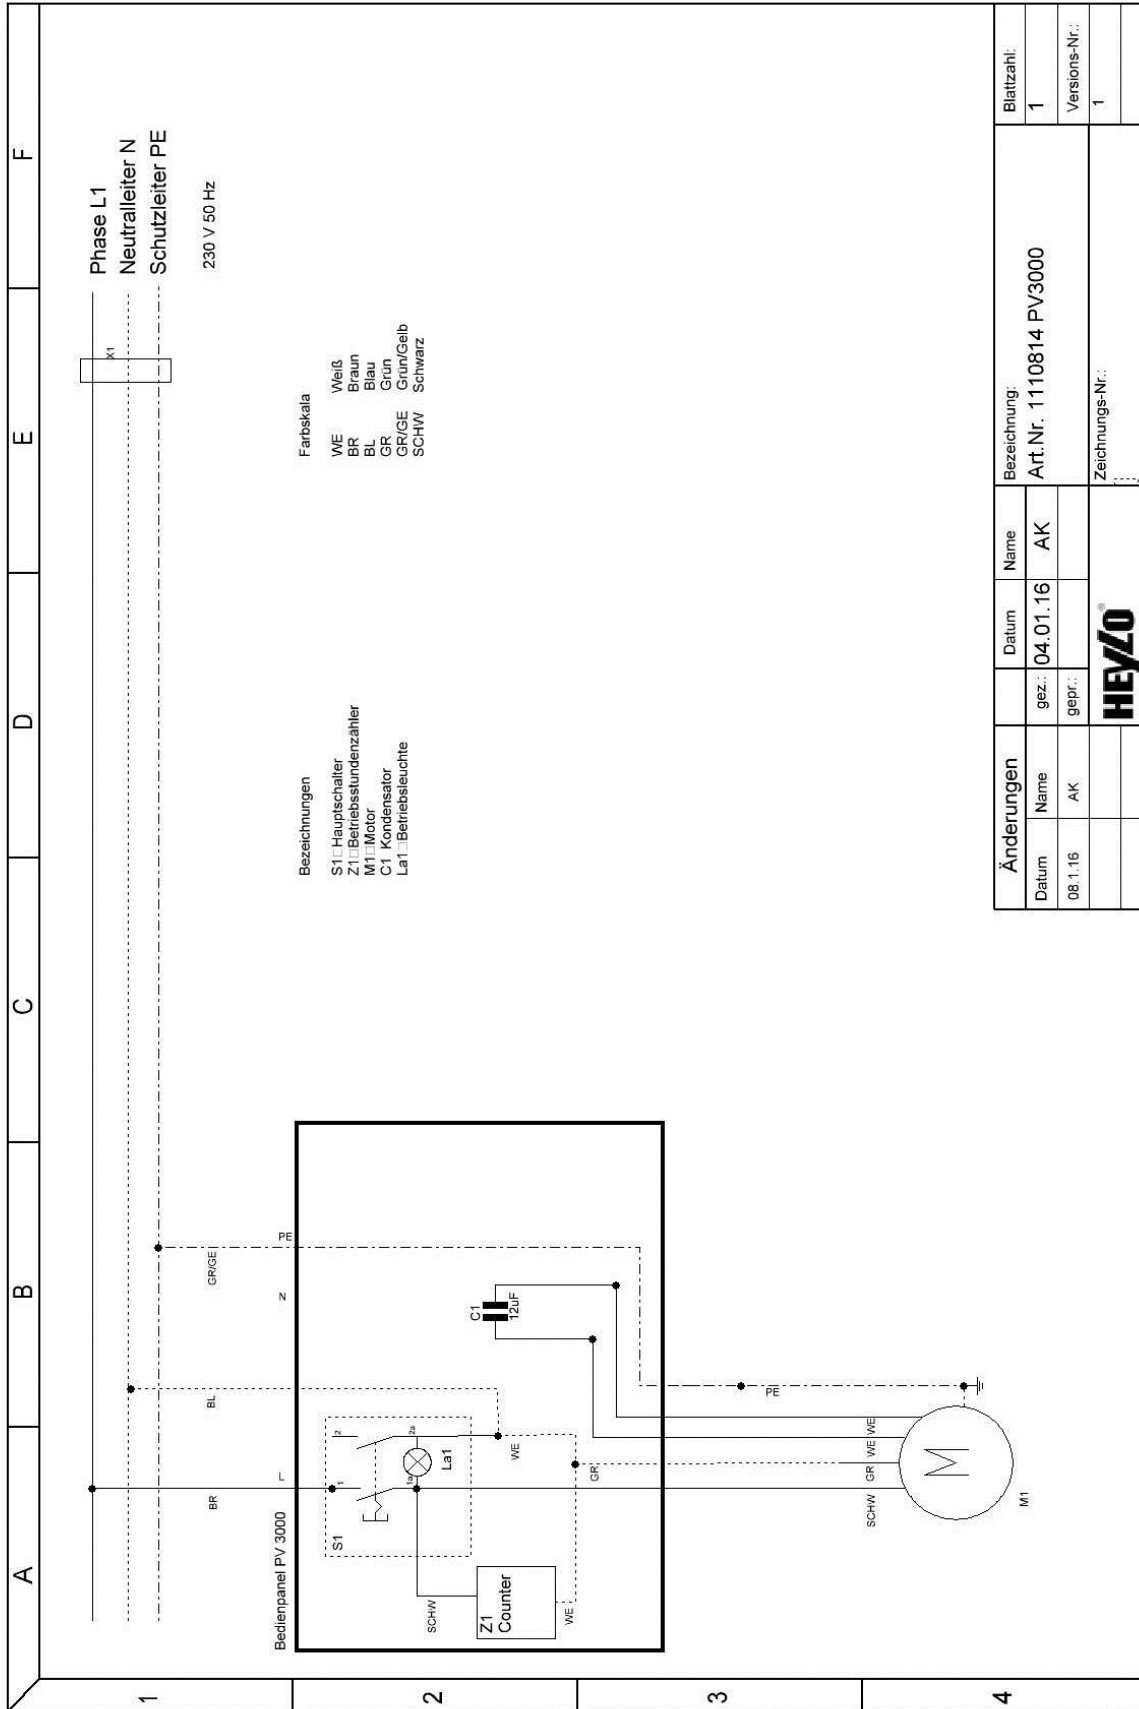 A
B
C
D
E
F
1
2
3
4
Phase L1
Neutralleiter N
Schutzleiter PE
230 V 50 Hz
X1
Farbskala
WE Weiß
BR Braun
BL Blau
GR Grün
GR/GE Grün/Gelb
SCHW Schwarz
Bezeichnungen
S1 Hauptschalter
Z1 Betriebsstundenzähler
M1 Motor
C1 Kondensator
La1 Betriebsleuchte
BR
BL
GR/GE
Bedienpanel PV 3000
L
N
PE
S1
1
2
1a
2a
La1
C1
12uF
SCHW
Z1
Counter
WE
WE
GR
PE
SCHW
GR
WE
WE
M
M1
Änderungen
Datum Name
08.1.16 AK
Datum Name
gez.: 04.01.16 AK
gepr.:
HEYLO®
Bezeichnung:
Art.Nr. 1110814 PV3000
Zeichnungs-Nr.:
Blattzahl:
1
Versions-Nr.:
1